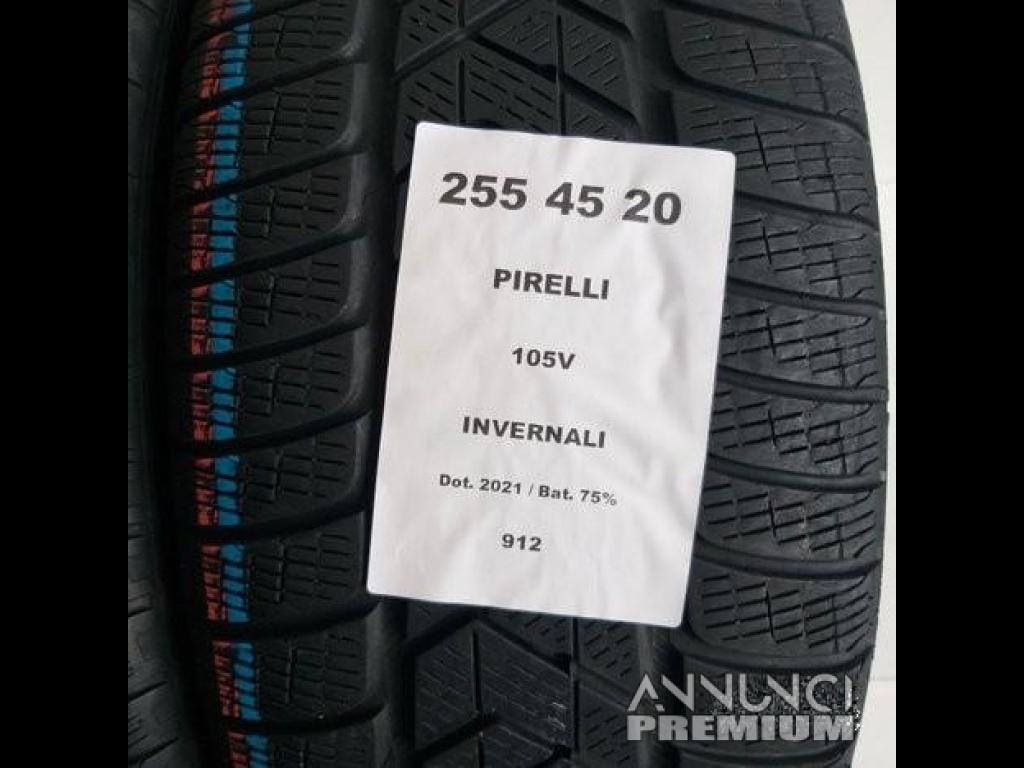 255 45 20
PIRELLI
105V
INVERNALI
Dot. 2021 / Bat. 75%
912
ANNUNCI
PREMIUM